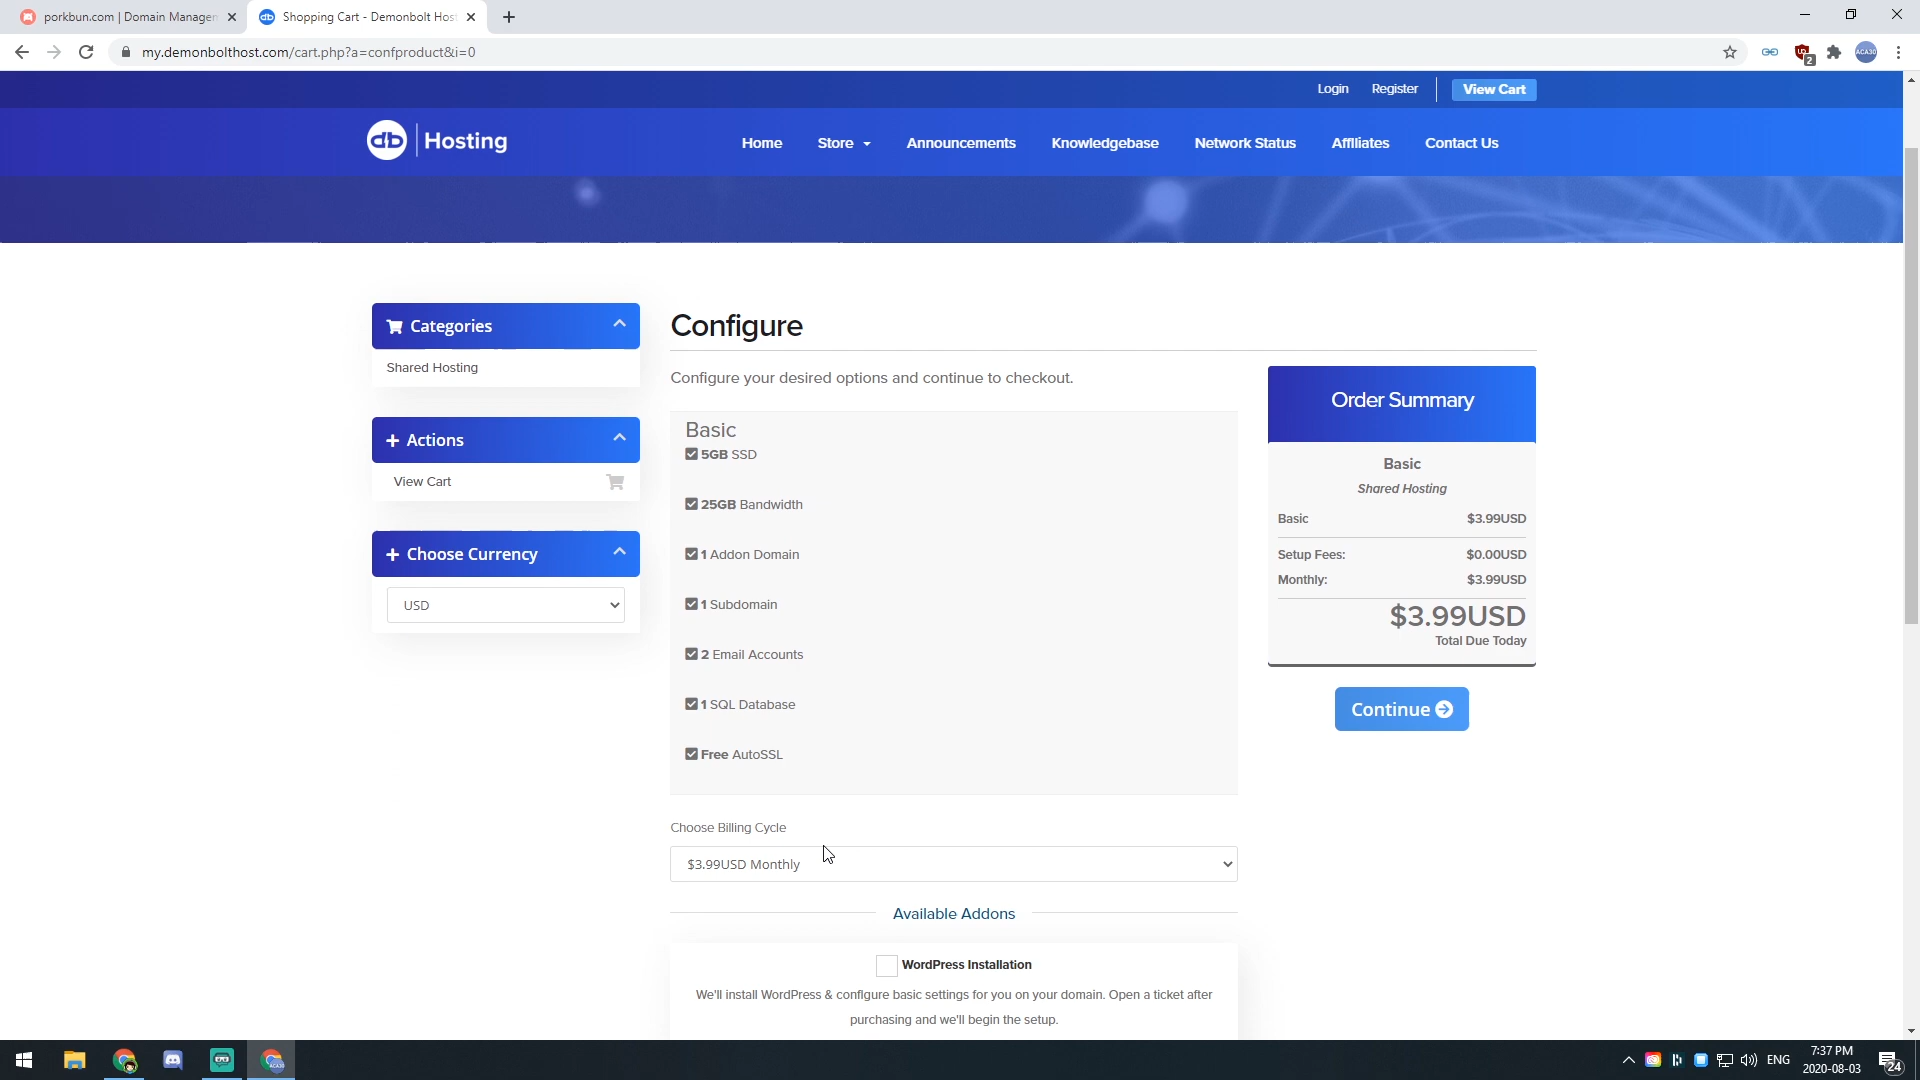 porkbun.com | Domain Manager
Shopping Cart - Demonbolt Host
my.demonbolthost.com/cart.php?a=confproduct&i=0
2
ACA30
Login
Register
View Cart
db | Hosting
Home
Store
Announcements
Knowledgebase
Network Status
Affiliates
Contact Us
Categories
Shared Hosting
Actions
View Cart
Choose Currency
USD
Configure
Configure your desired options and continue to checkout.
Basic
5GB SSD
25GB Bandwidth
1 Addon Domain
1 Subdomain
2 Email Accounts
1 SQL Database
Free AutoSSL
Choose Billing Cycle
$3.99USD Monthly
Available Addons
WordPress Installation
We'll install WordPress & configure basic settings for you on your domain. Open a ticket after
purchasing and we'll begin the setup.
Order Summary
Basic
Shared Hosting
Basic $3.99USD
Setup Fees: $0.00USD
Monthly: $3.99USD
$3.99USD
Total Due Today
Continue
ENG
7:37 PM
2020-08-03
24